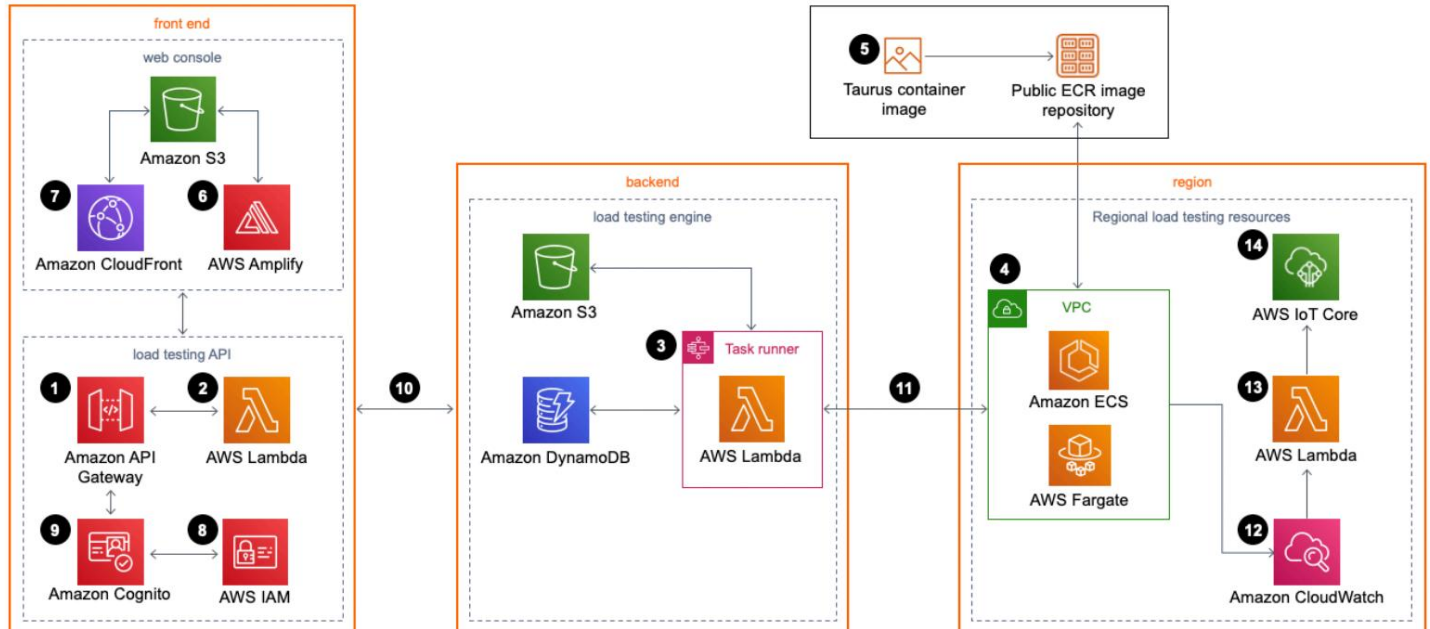 front end
web console
Amazon S3
7
Amazon CloudFront
6
AWS Amplify
load testing API
1
Amazon API
Gateway
2
AWS Lambda
9
Amazon Cognito
8
AWS IAM
10
backend
load testing engine
Amazon S3
3
Task runner
Amazon DynamoDB
AWS Lambda
11
5
Taurus container
image
Public ECR image
repository
region
Regional load testing resources
4
VPC
Amazon ECS
AWS Fargate
14
AWS IoT Core
13
AWS Lambda
12
Amazon CloudWatch